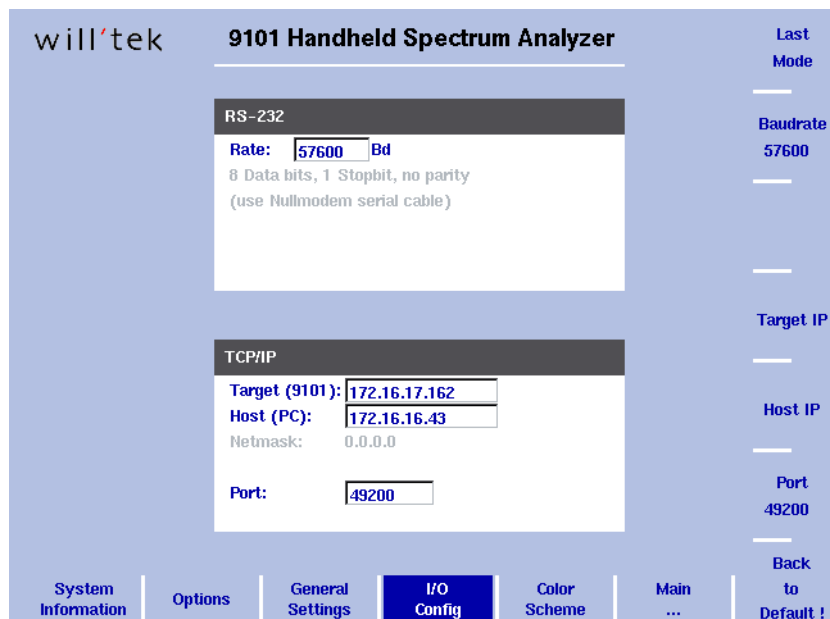 will'tek
9101 Handheld Spectrum Analyzer
RS-232
Rate: 57600 Bd
8 Data bits, 1 Stopbit, no parity
(use Nullmodem serial cable)
TCP/IP
Target (9101): 172.16.17.162
Host (PC): 172.16.16.43
Netmask: 0.0.0.0
Port: 49200
Last
Mode
Baudrate
57600
Target IP
Host IP
Port
49200
Back
to
Default !
System
Information
Options
General
Settings
I/O
Config
Color
Scheme
Main
...